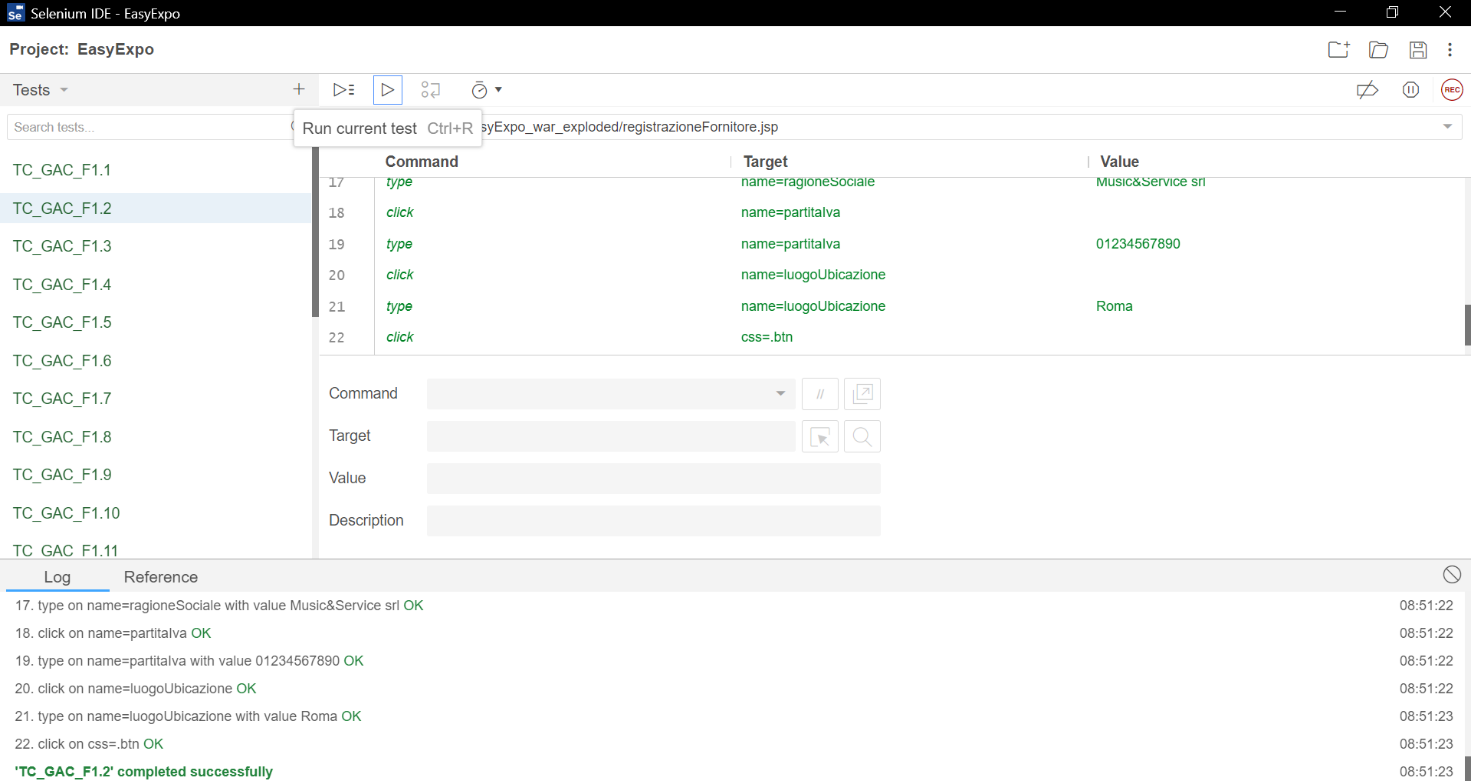 Selenium IDE - EasyExpo
Project: EasyExpo
Tests
REC
Search tests...
Run current test Ctrl+R
syExpo_war_exploded/registrazioneFornitore.jsp
Command Target Value
TC_GAC_F1.1
TC_GAC_F1.2
TC_GAC_F1.3
TC_GAC_F1.4
TC_GAC_F1.5
TC_GAC_F1.6
TC_GAC_F1.7
TC_GAC_F1.8
TC_GAC_F1.9
TC_GAC_F1.10
TC_GAC_F1.11
17 type name=ragioneSociale Music&Service srl
18 click name=partitaIva
19 type name=partitaIva 01234567890
20 click name=luogoUbicazione
21 type name=luogoUbicazione Roma
22 click css=.btn
Command //
Target
Value
Description
Log Reference
17. type on name=ragioneSociale with value Music&Service srl OK 08:51:22
18. click on name=partitaIva OK 08:51:22
19. type on name=partitaIva with value 01234567890 OK 08:51:22
20. click on name=luogoUbicazione OK 08:51:22
21. type on name=luogoUbicazione with value Roma OK 08:51:23
22. click on css=.btn OK 08:51:23
'TC_GAC_F1.2' completed successfully 08:51:23